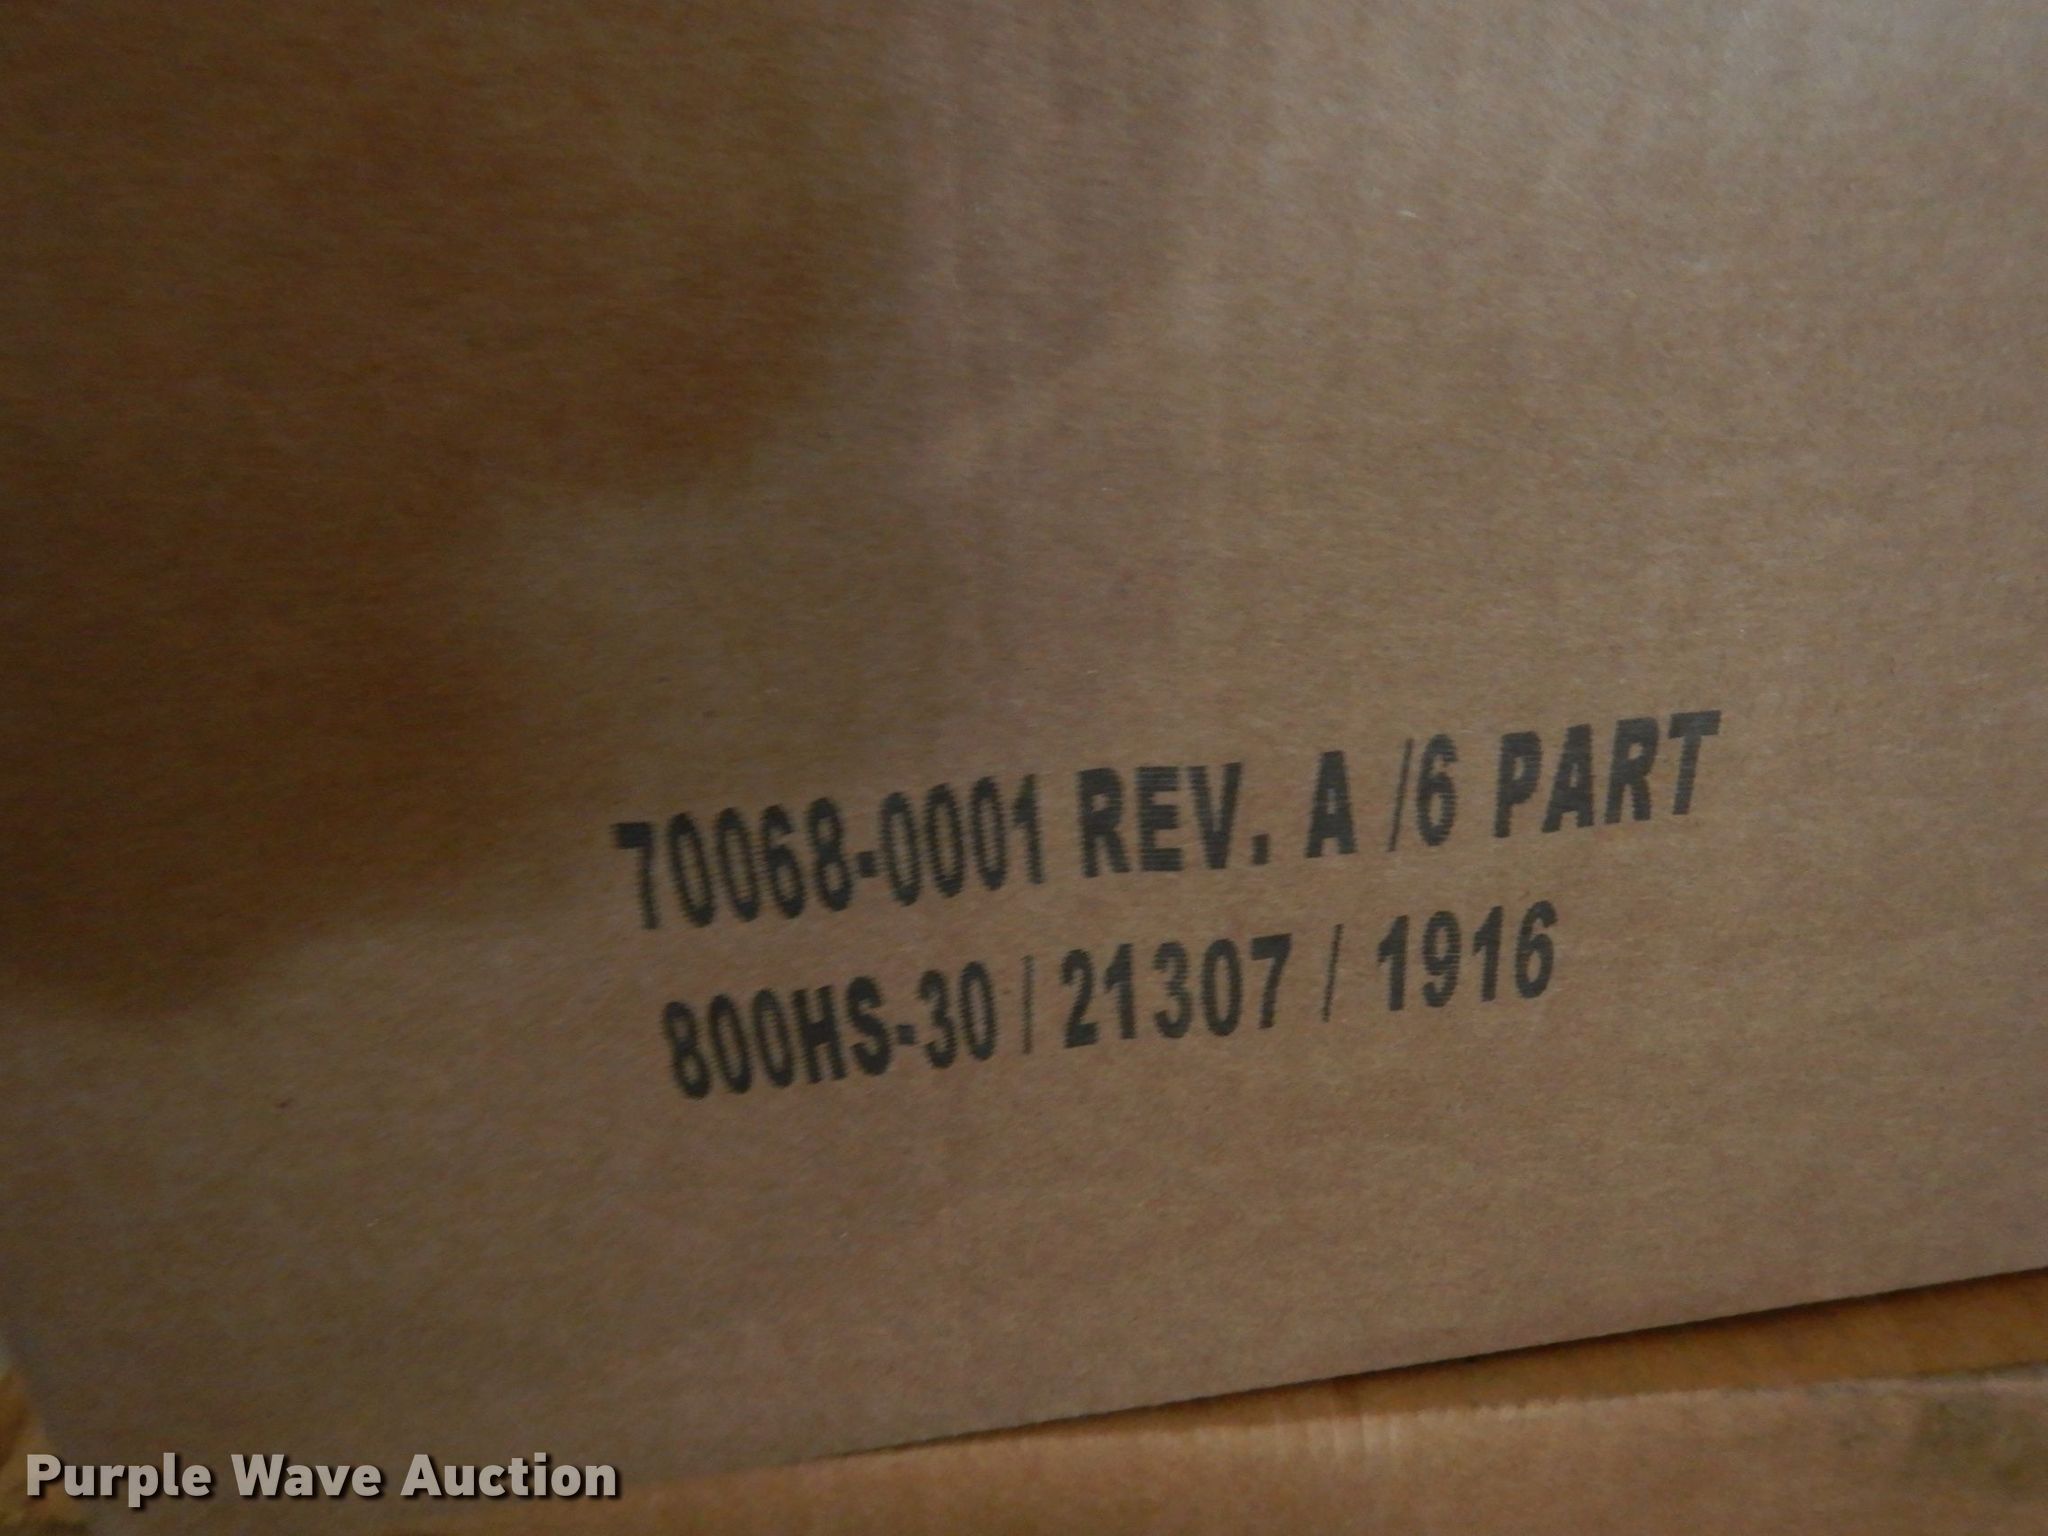 70068-0001 REV. A /6 PART
800HS-30 / 21307 / 1916
Purple Wave Auction